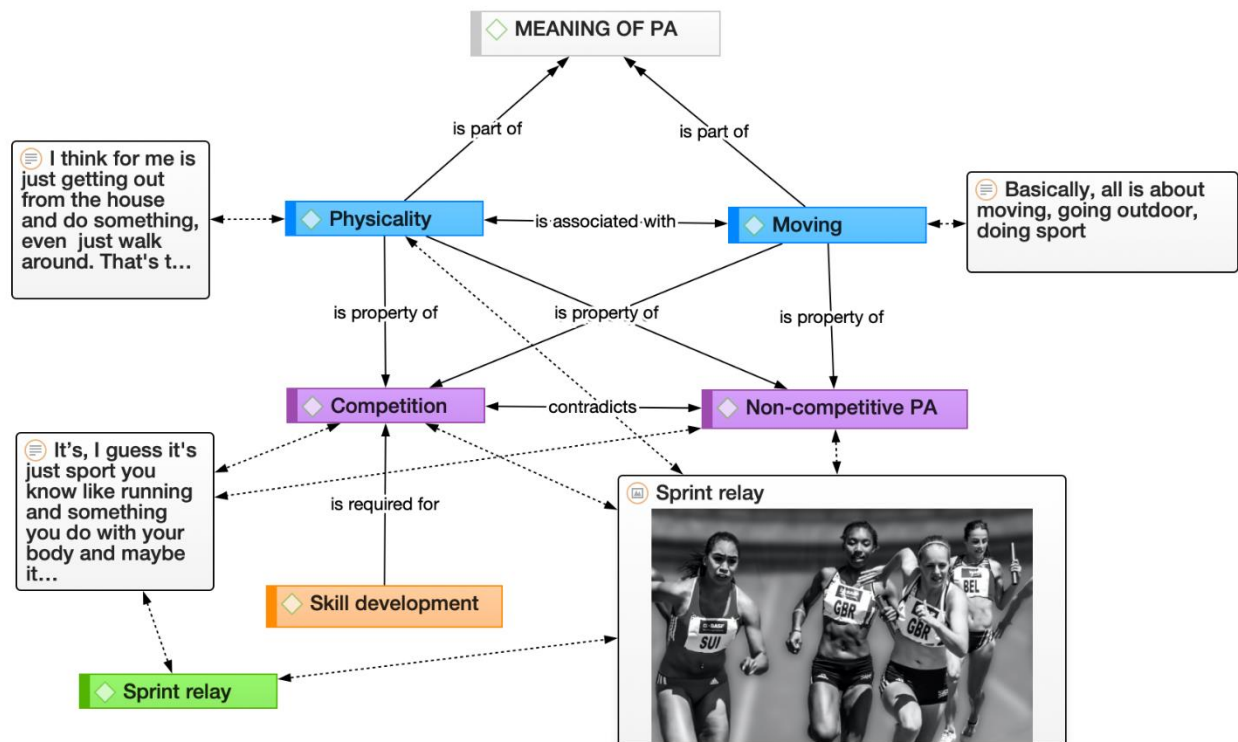 MEANING OF PA
is part of
is part of
I think for me is
just getting out
from the house
and do something,
even just walk
around. That's t...
Physicality
is associated with
Moving
Basically, all is about
moving, going outdoor,
doing sport
is property of
is property of
is property of
Competition
contradicts
Non-competitive PA
It's, I guess it's
just sport you
know like running
and something
you do with your
body and maybe
it...
is required for
Skill development
Sprint relay
Sprint relay
SUI
GBR
GBR
BEL